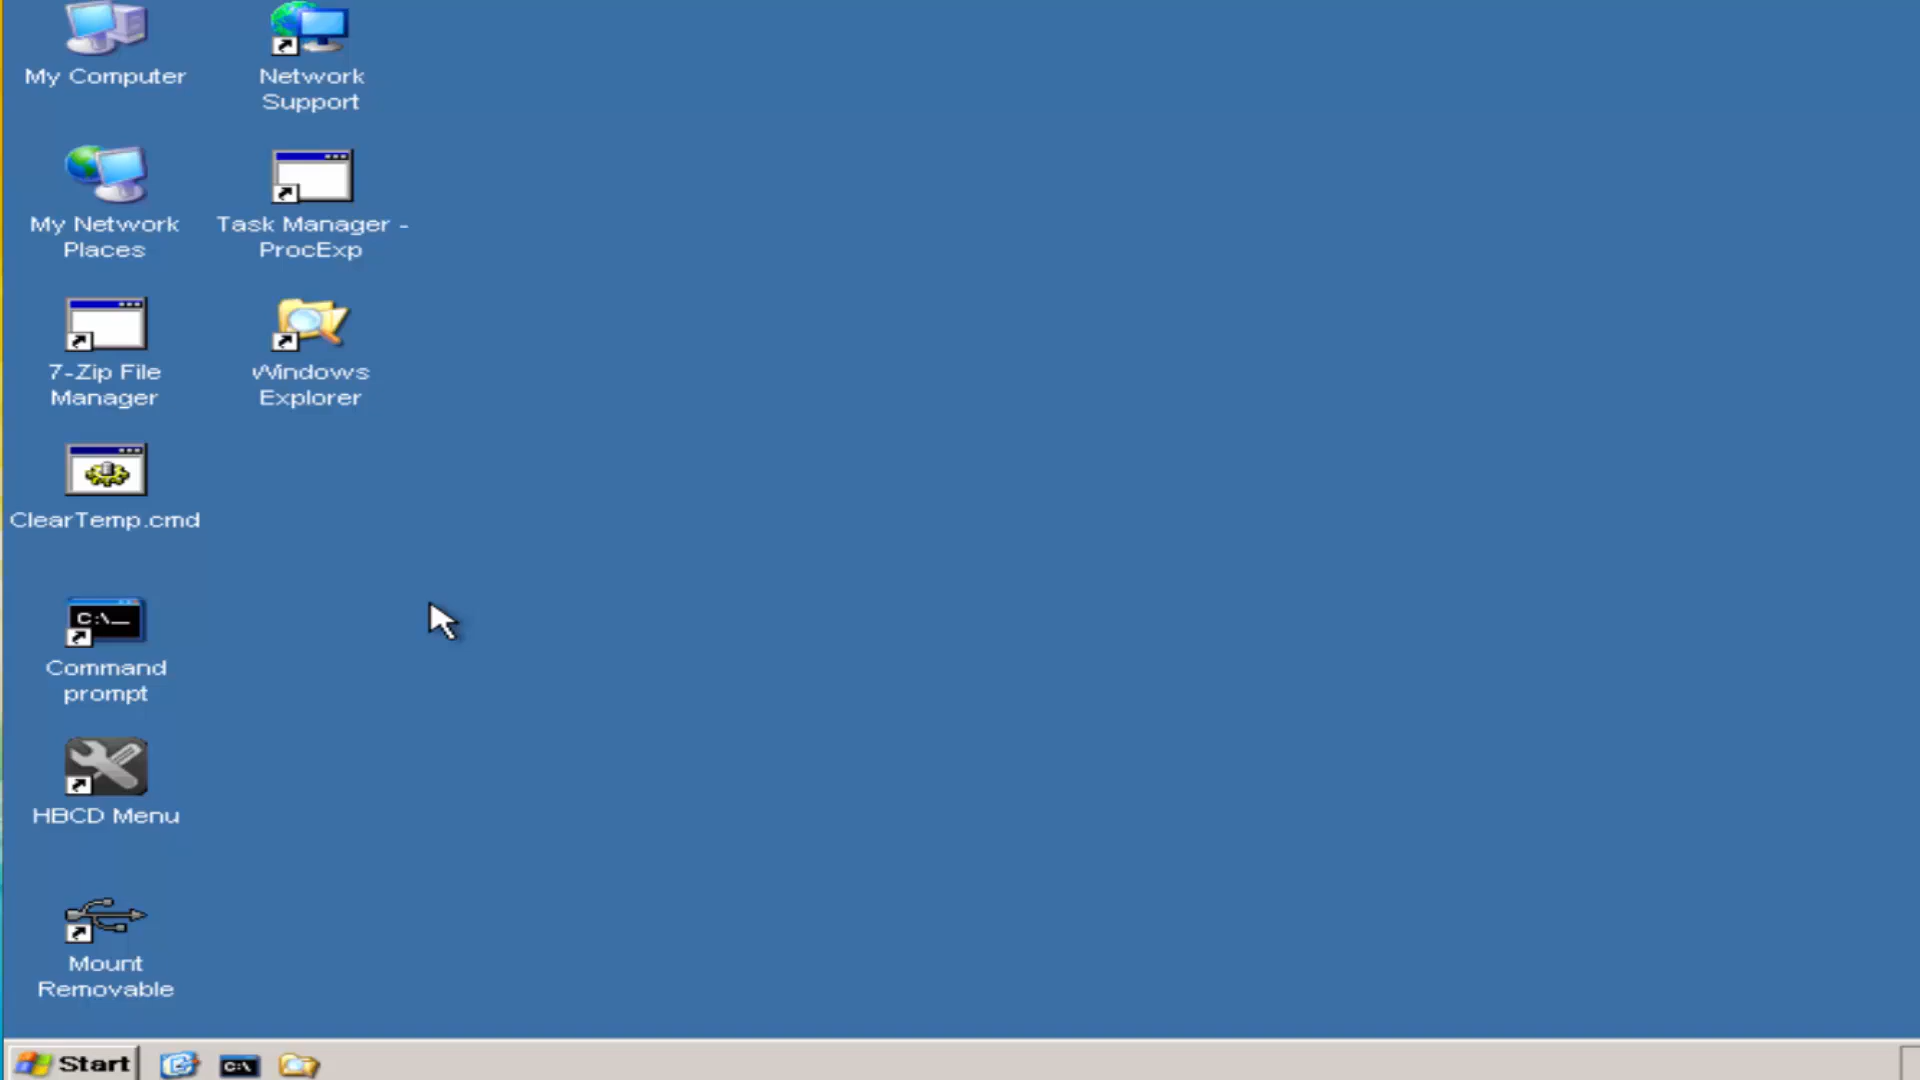 My Computer
Network
Support
My Network
Places
Task Manager -
ProcExp
7-Zip File
Manager
Windows
Explorer
ClearTemp.cmd
C:\_
Command
prompt
HBCD Menu
Mount
Removable
Start
C:\